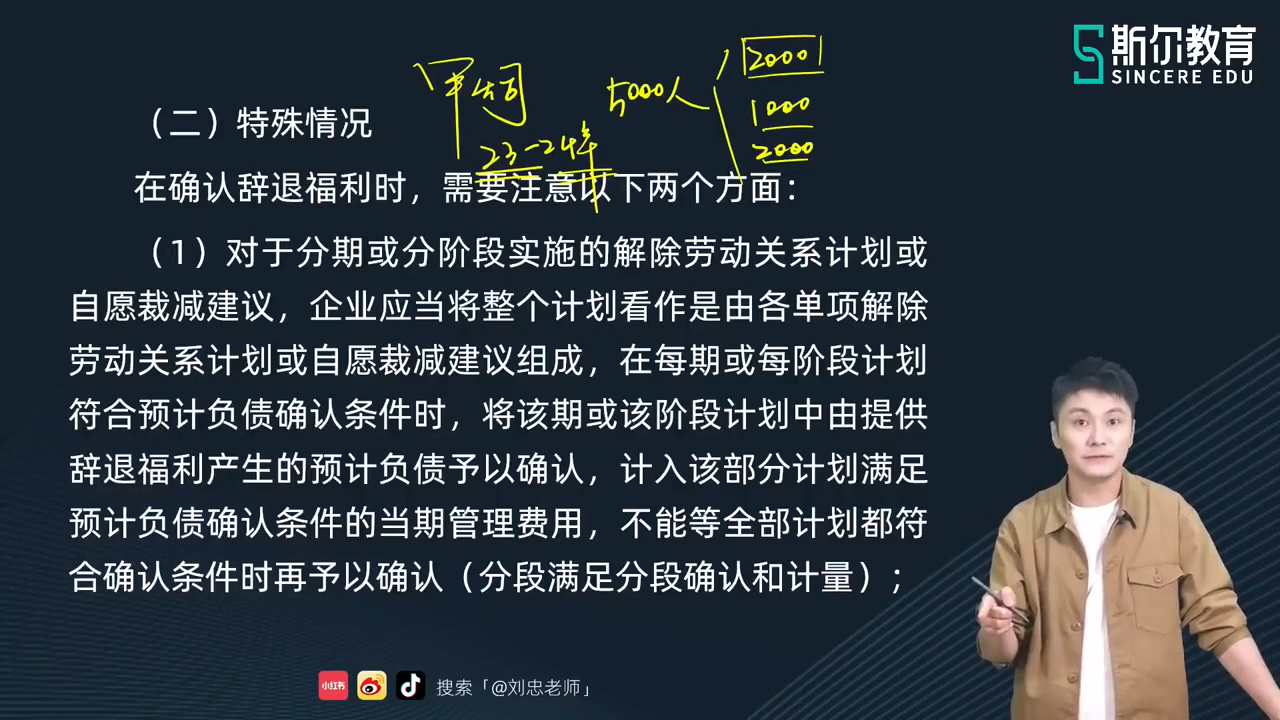 斯尔教育
SINCERE EDU
甲公司
5000人
2000
1000
2000
23-24年
（二）特殊情况
在确认辞退福利时，需要注意以下两个方面：
（1）对于分期或分阶段实施的解除劳动关系计划或
自愿裁减建议，企业应当将整个计划看作是由各单项解除
劳动关系计划或自愿裁减建议组成，在每期或每阶段计划
符合预计负债确认条件时，将该期或该阶段计划中由提供
辞退福利产生的预计负债予以确认，计入该部分计划满足
预计负债确认条件的当期管理费用，不能等全部计划都符
合确认条件时再予以确认（分段满足分段确认和计量）；
小红书
搜索「@刘忠老师」